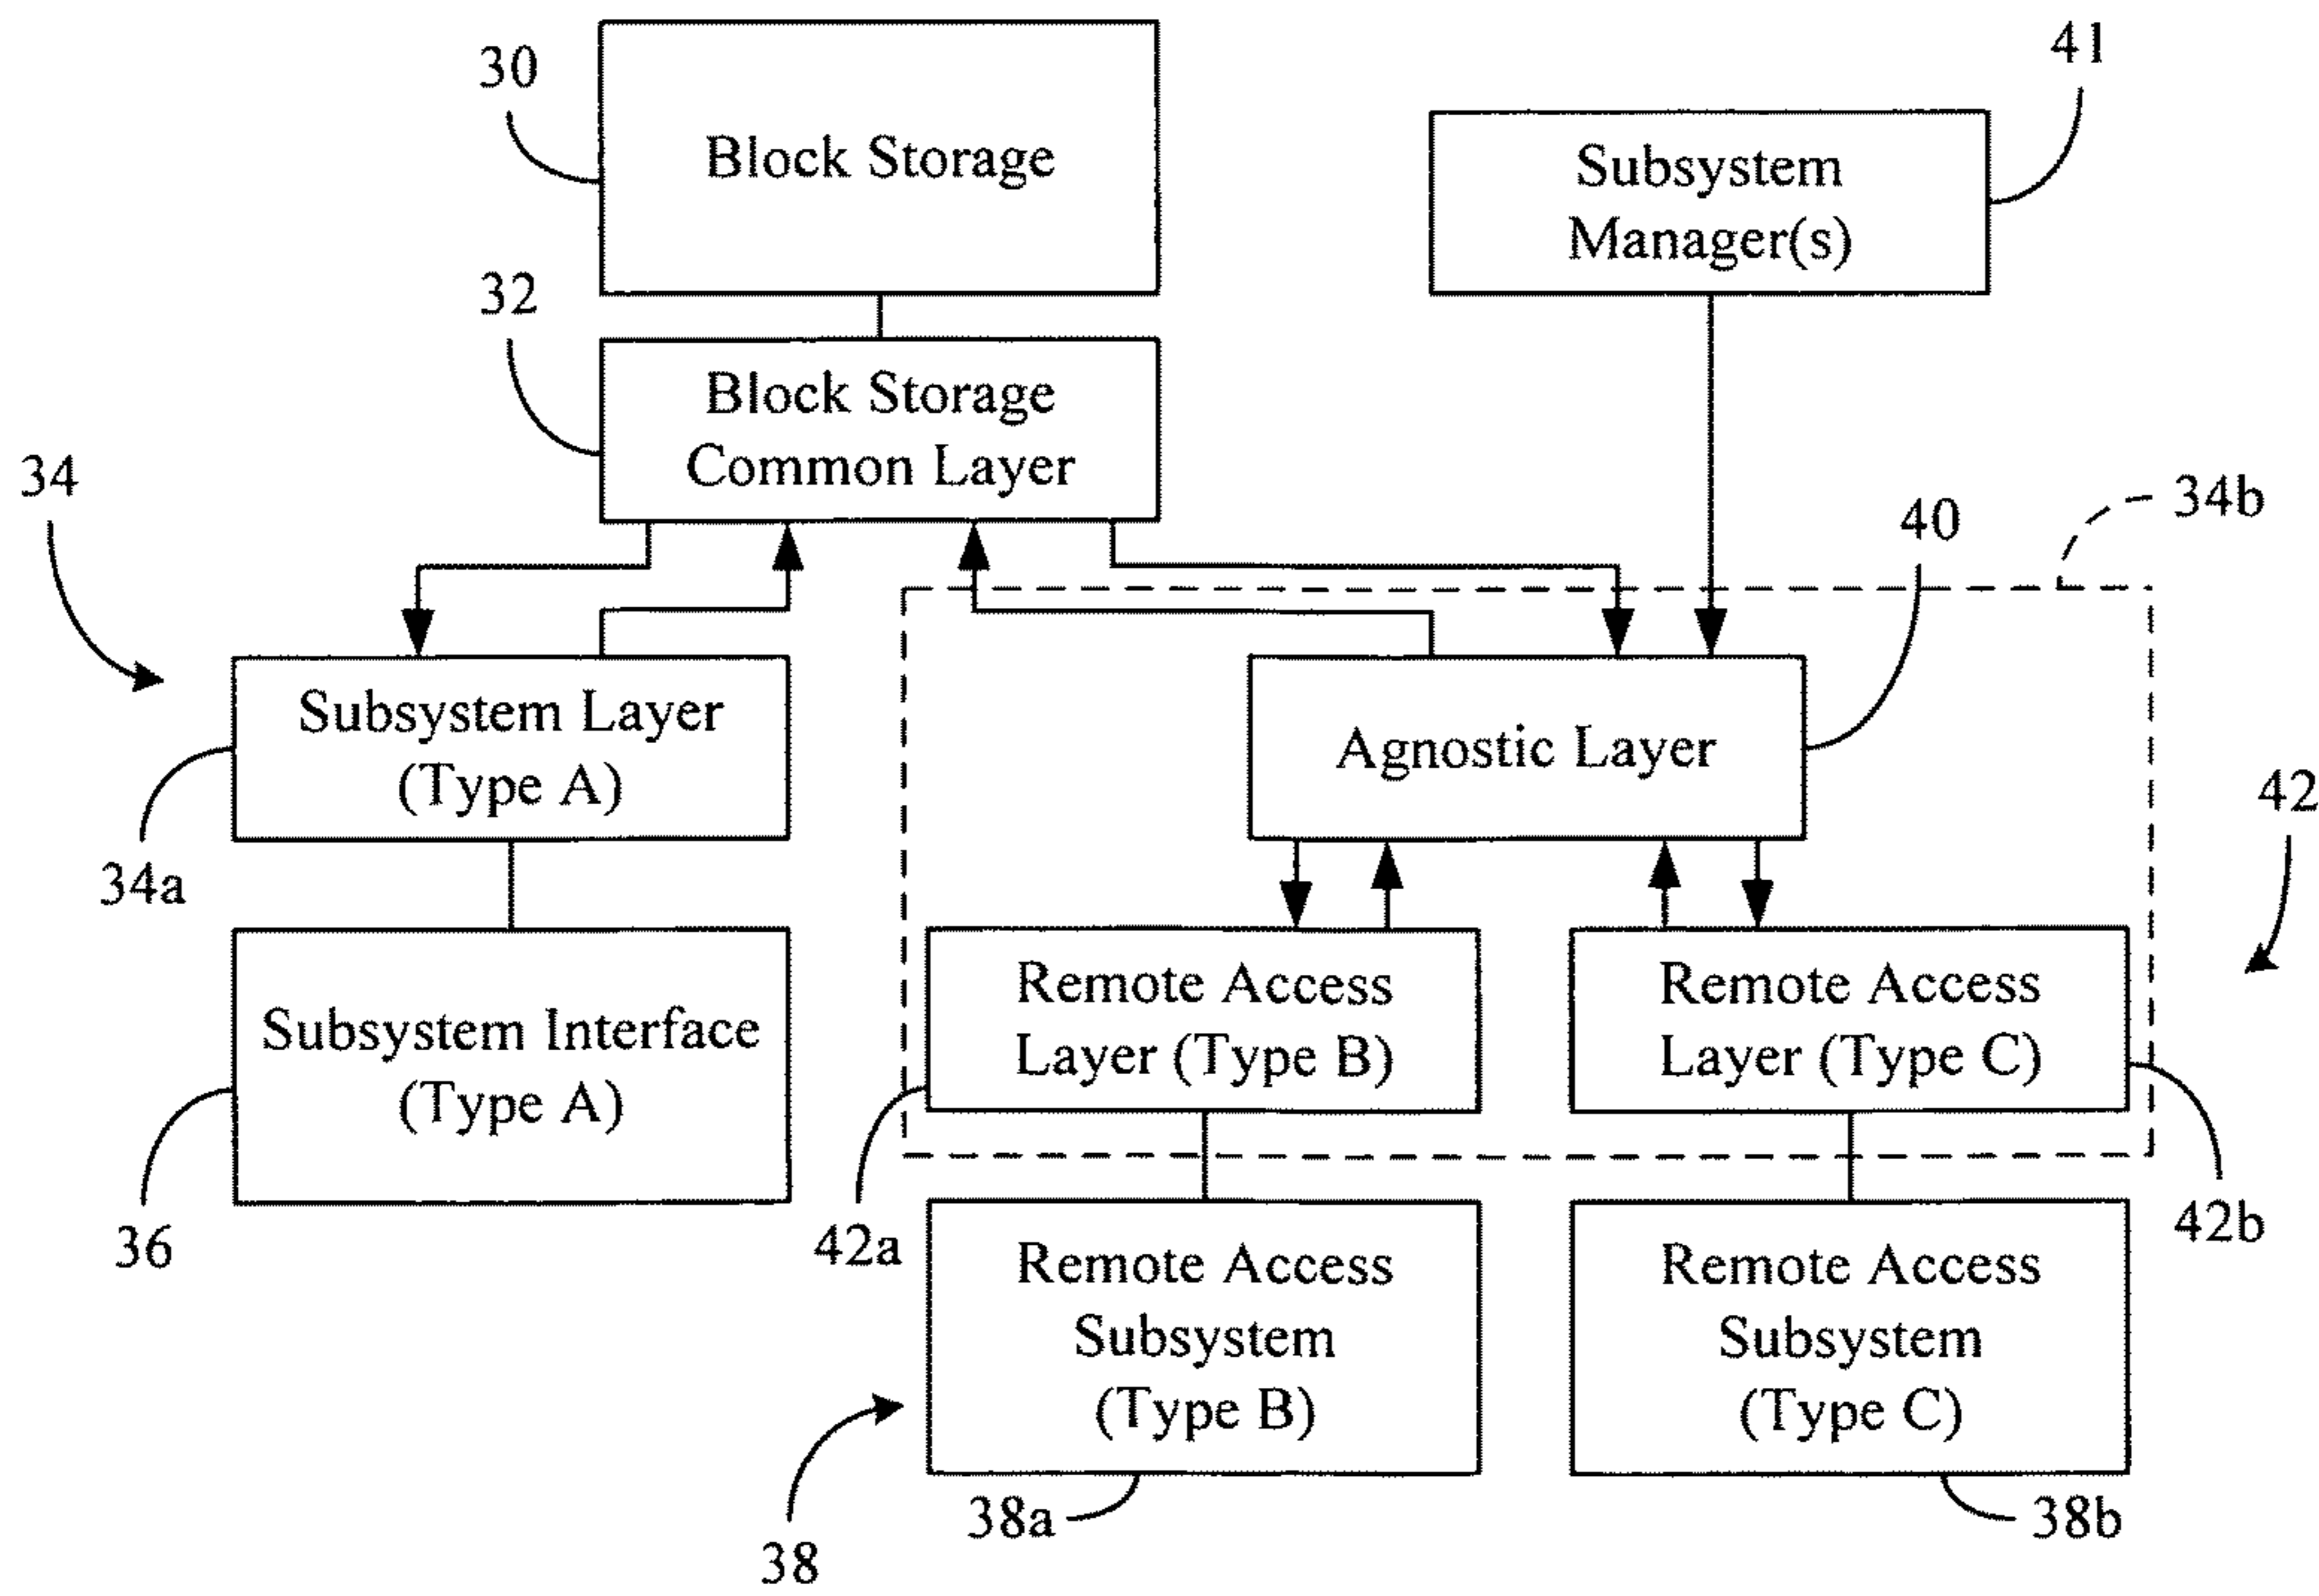 30
Block Storage
41
Subsystem
Manager(s)
32
Block Storage
Common Layer
34
34b
40
Subsystem Layer
(Type A)
34a
Agnostic Layer
42
Subsystem Interface
(Type A)
36
Remote Access
Layer (Type B)
42a
Remote Access
Layer (Type C)
42b
Remote Access
Subsystem
(Type B)
38a
38
Remote Access
Subsystem
(Type C)
38b